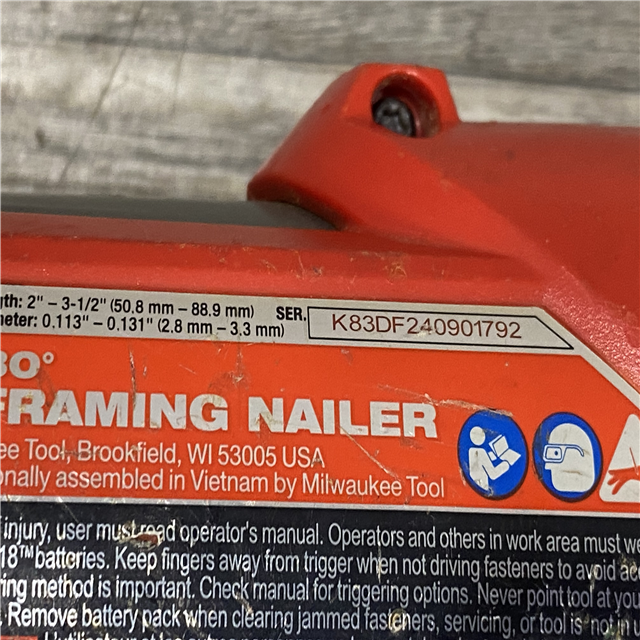 gth: 2" – 3-1/2" (50.8 mm – 88.9 mm)
meter: 0.113" – 0.131" (2.8 mm – 3.3 mm)
SER. K83DF240901792
30°
FRAMING NAILER
ee Tool, Brookfield, WI 53005 USA
onally assembled in Vietnam by Milwaukee Tool
injury, user must read operator's manual. Operators and others in work area must we
18™ batteries. Keep fingers away from trigger when not driving fasteners to avoid acc
ring method is important. Check manual for triggering options. Never point tool at you
. Remove battery pack when clearing jammed fasteners, servicing, or tool is not in u